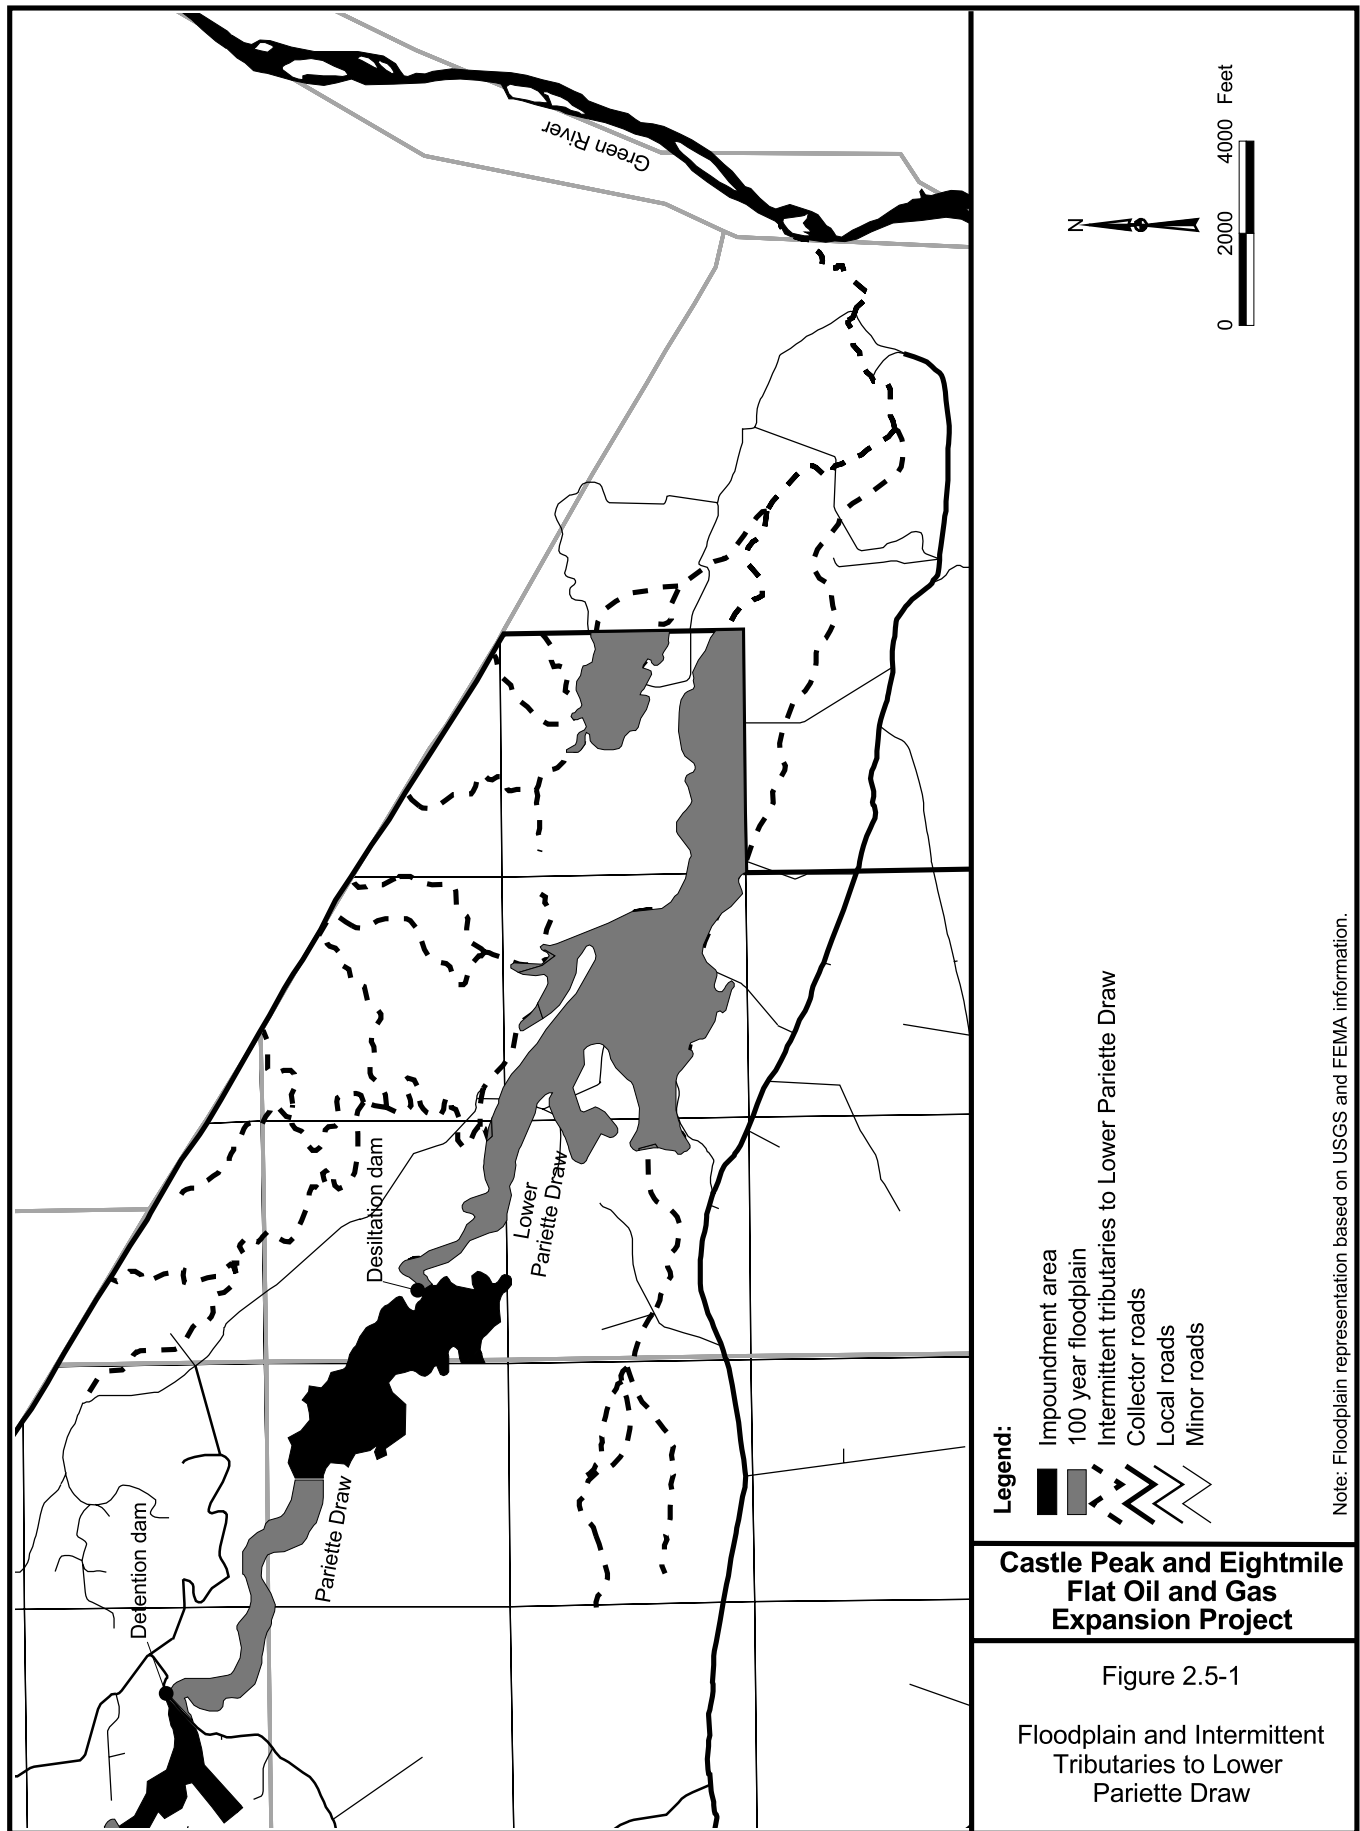 Green River
N
0 2000 4000 Feet
Desiltation dam
Lower
Pariette Draw
Detention dam
Pariette Draw
Legend:
Impoundment area
100 year floodplain
Intermittent tributaries to Lower Pariette Draw
Collector roads
Local roads
Minor roads
Note: Floodplain representation based on USGS and FEMA information.
Castle Peak and Eightmile
Flat Oil and Gas
Expansion Project
Figure 2.5-1
Floodplain and Intermittent
Tributaries to Lower
Pariette Draw